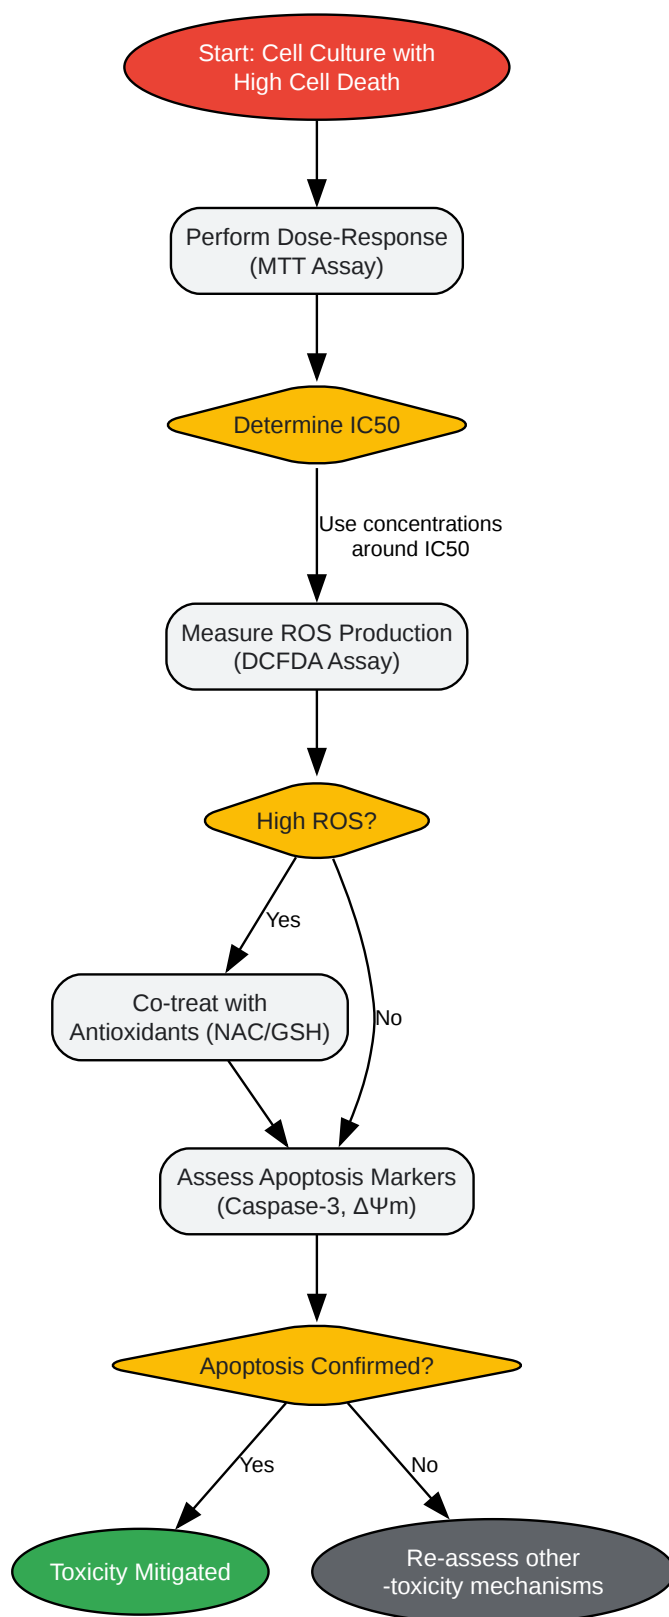 Start: Cell Culture with
High Cell Death
Perform Dose-Response
(MTT Assay)
Determine IC50
Use concentrations
around IC50
Measure ROS Production
(DCFDA Assay)
High ROS?
Yes
Co-treat with
Antioxidants (NAC/GSH)
No
Assess Apoptosis Markers
(Caspase-3, ΔΨm)
Apoptosis Confirmed?
Yes
No
Toxicity Mitigated
Re-assess other
-toxicity mechanisms